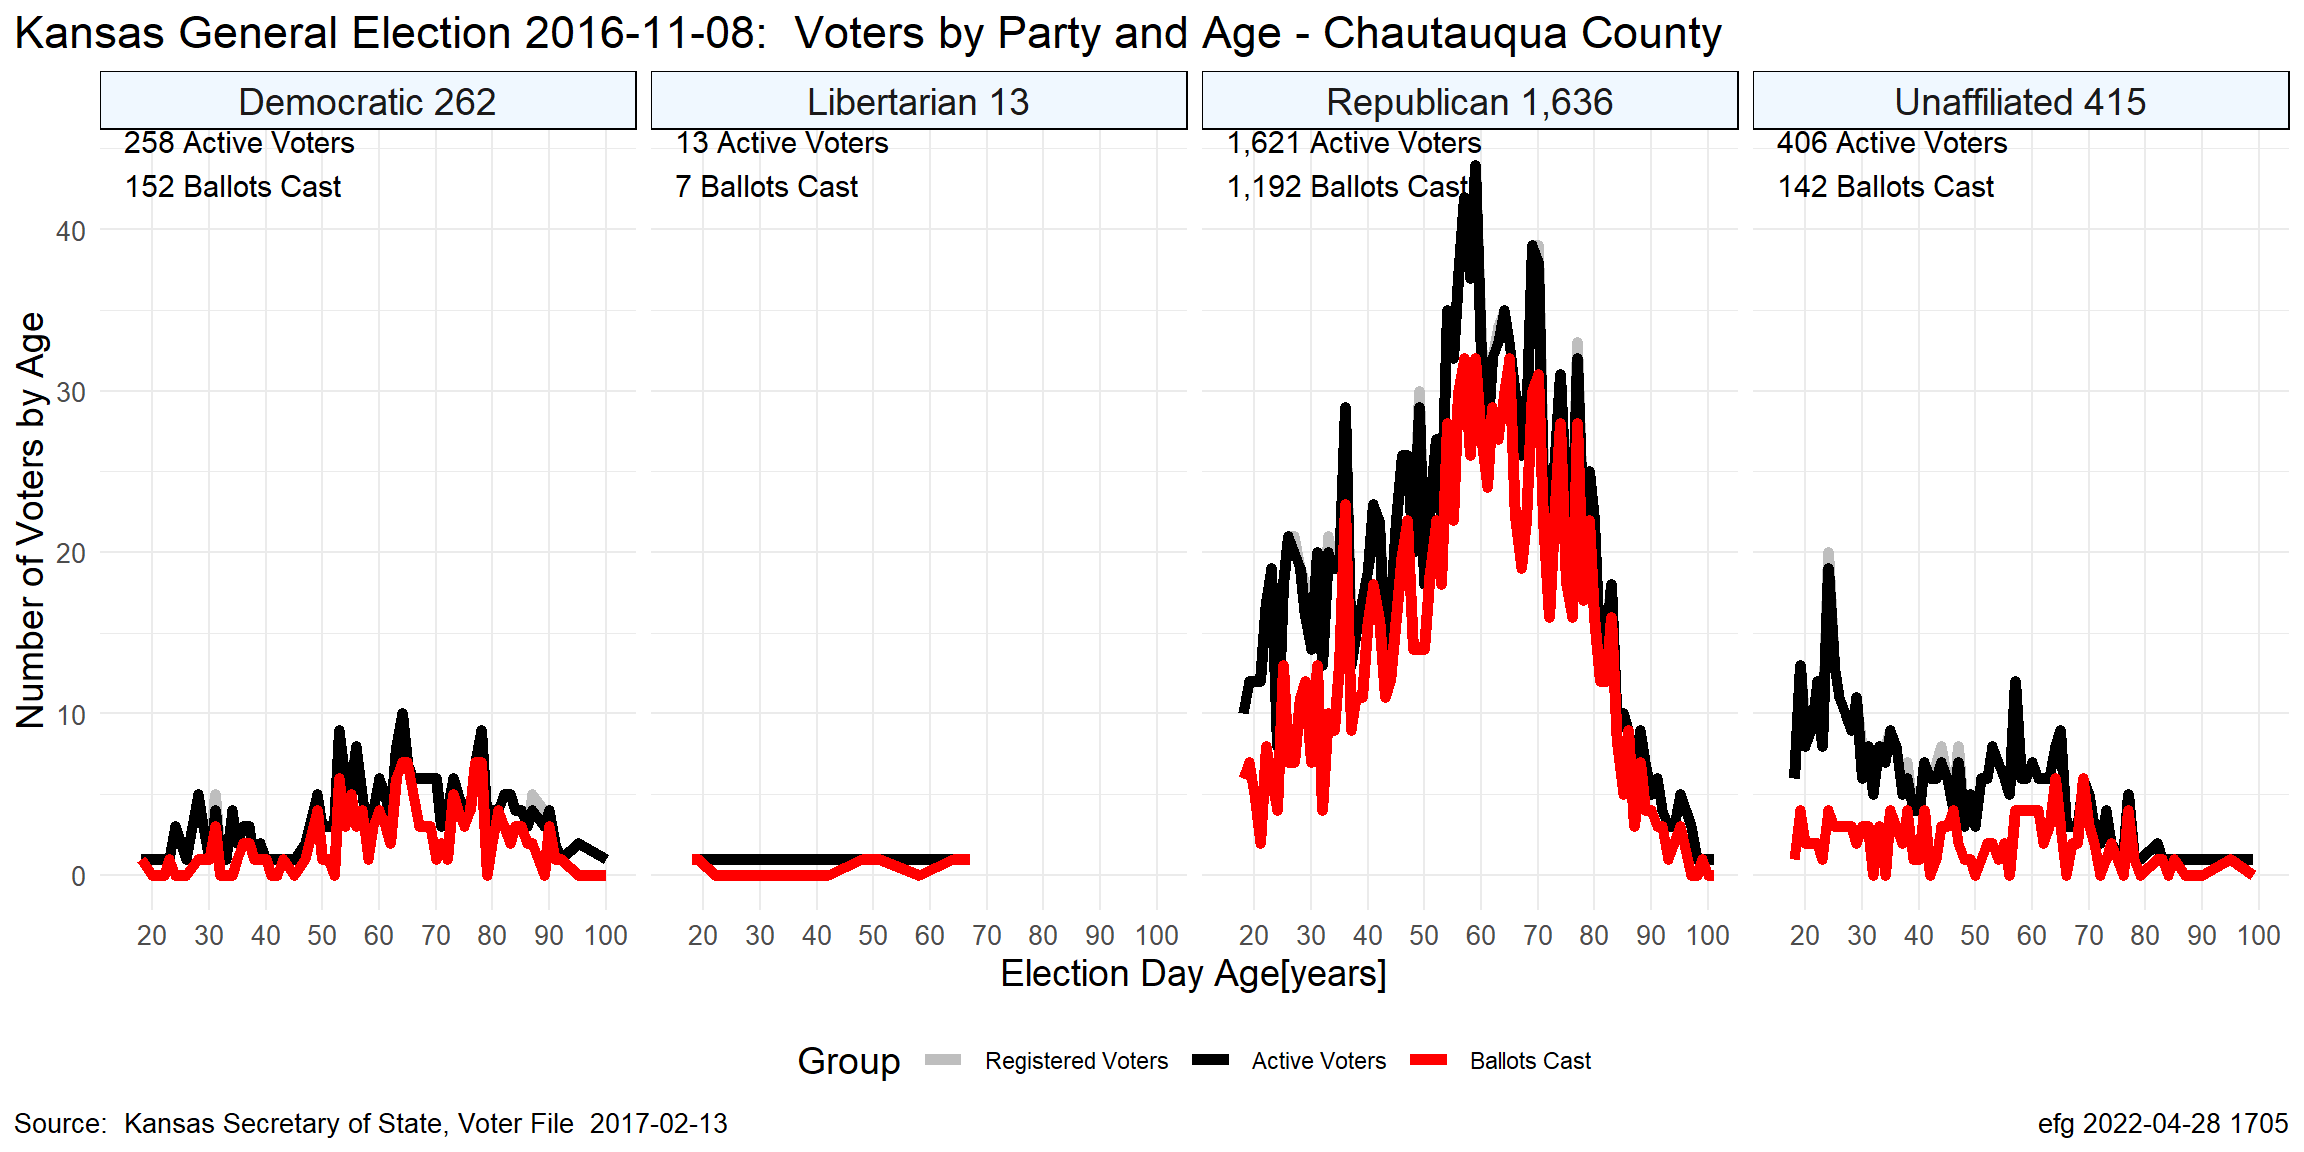 Kansas General Election 2016-11-08:  Voters by Party and Age - Chautauqua County
Democratic 262
Libertarian 13
Republican 1,636
Unaffiliated 415
258 Active Voters
152 Ballots Cast
13 Active Voters
7 Ballots Cast
1,621 Active Voters
1,192 Ballots Cast
406 Active Voters
142 Ballots Cast
Number of Voters by Age
40
30
20
10
0
20 30 40 50 60 70 80 90 100
20 30 40 50 60 70 80 90 100
20 30 40 50 60 70 80 90 100
20 30 40 50 60 70 80 90 100
Election Day Age[years]
Group Registered Voters Active Voters Ballots Cast
Source:  Kansas Secretary of State, Voter File  2017-02-13
efg 2022-04-28 1705